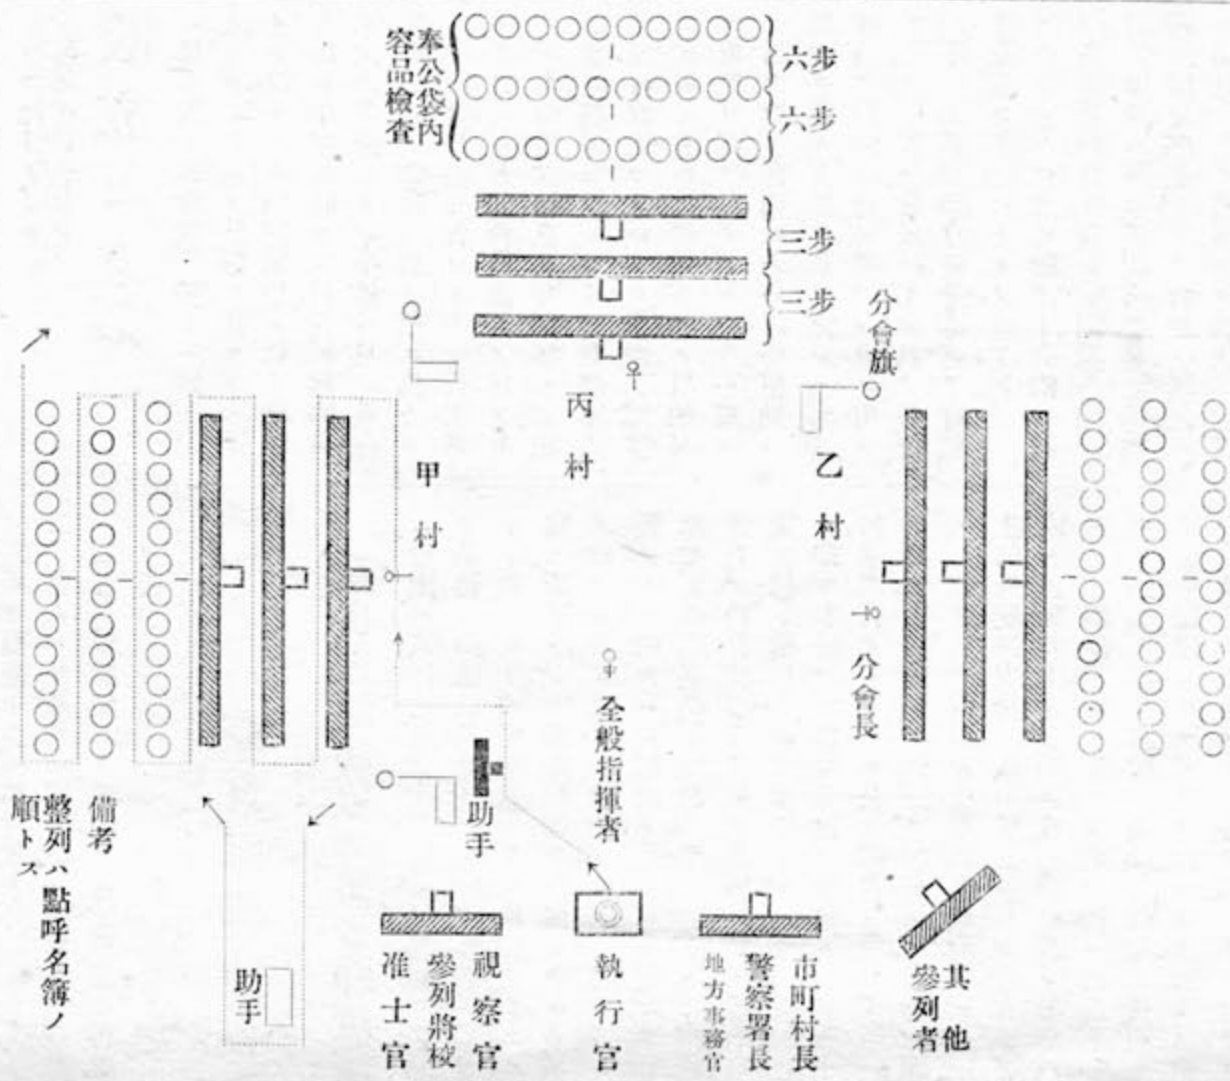 奉公袋內
容品檢査
六步
六步
三步
三步
分會旗
丙村
乙村
甲村
分會長
全般指揮者
助手
備考
整列ハ點呼名簿ノ
順トス
助手
視察官
參列將校
准士官
執行官
市町村長
警察署長
地方事務官
其他
參列者